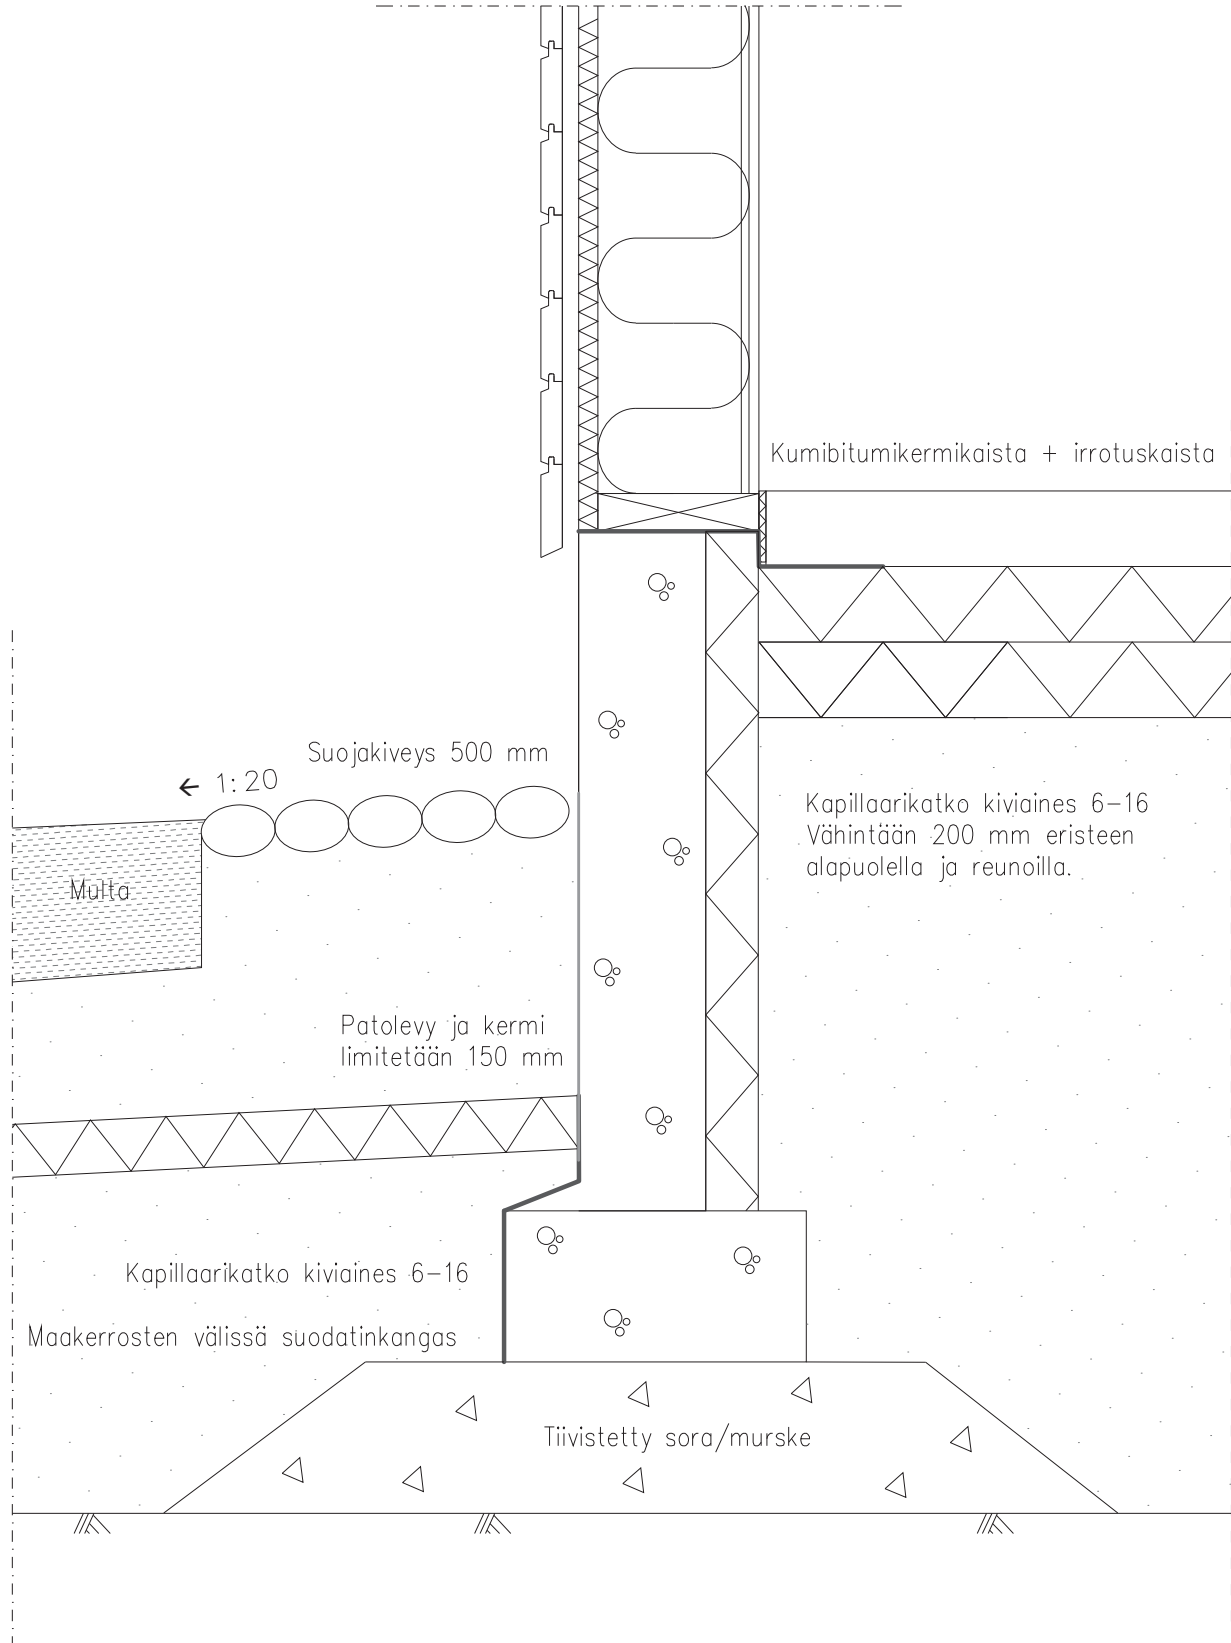 Kumibitumikermikaista + irrotuskaista
Suojakiveys 500 mm
← 1:20
Kapillaarikatko kiviaines 6-16
Vähintään 200 mm eristeen
alapuolella ja reunoilla.
Multa
Patolevy ja kermi
limitetään 150 mm
Kapillaarikatko kiviaines 6-16
Maakerrosten välissä suodatinkangas
Tiivistetty sora/murske